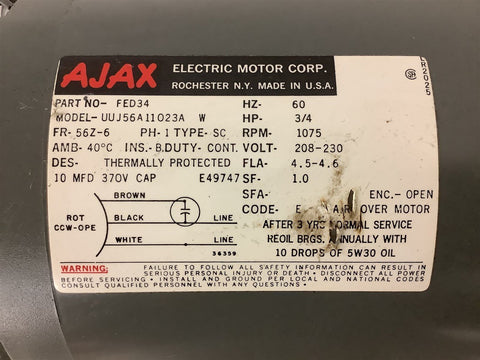 AJAX ELECTRIC MOTOR CORP.
ROCHESTER N.Y. MADE IN U.S.A.
PART NO- FED34 HZ- 60
MODEL- UUJ56A11023A W HP- 3/4
FR- 56Z-6 PH-1 TYPE- SC RPM- 1075
AMB- 40°C INS- B.DUTY- CONT. VOLT- 208-230
DES- THERMALLY PROTECTED FLA- 4.5-4.6
10 MFD 370V CAP E49747 SF- 1.0
SFA- ENC.- OPEN
CODE- E OVER MOTOR
BROWN
BLACK LINE
WHITE LINE
ROT
CCW-OPE
36359
AFTER 3 SERVICE
REOIL BRGS. WITH
10 DROPS OF 5W30 OIL
WARNING: FAILURE TO FOLLOW ALL SAFETY INFORMATION CAN RESULT IN
SERIOUS PERSONAL INJURY OR DEATH • DISCONNECT ALL POWER
BEFORE SERVICING • INSTALL AND GROUND PER LOCAL AND NATIONAL CODES
CONSULT QUALIFIED PERSONNEL WITH ANY QUESTIONS, ETC.
LR2025